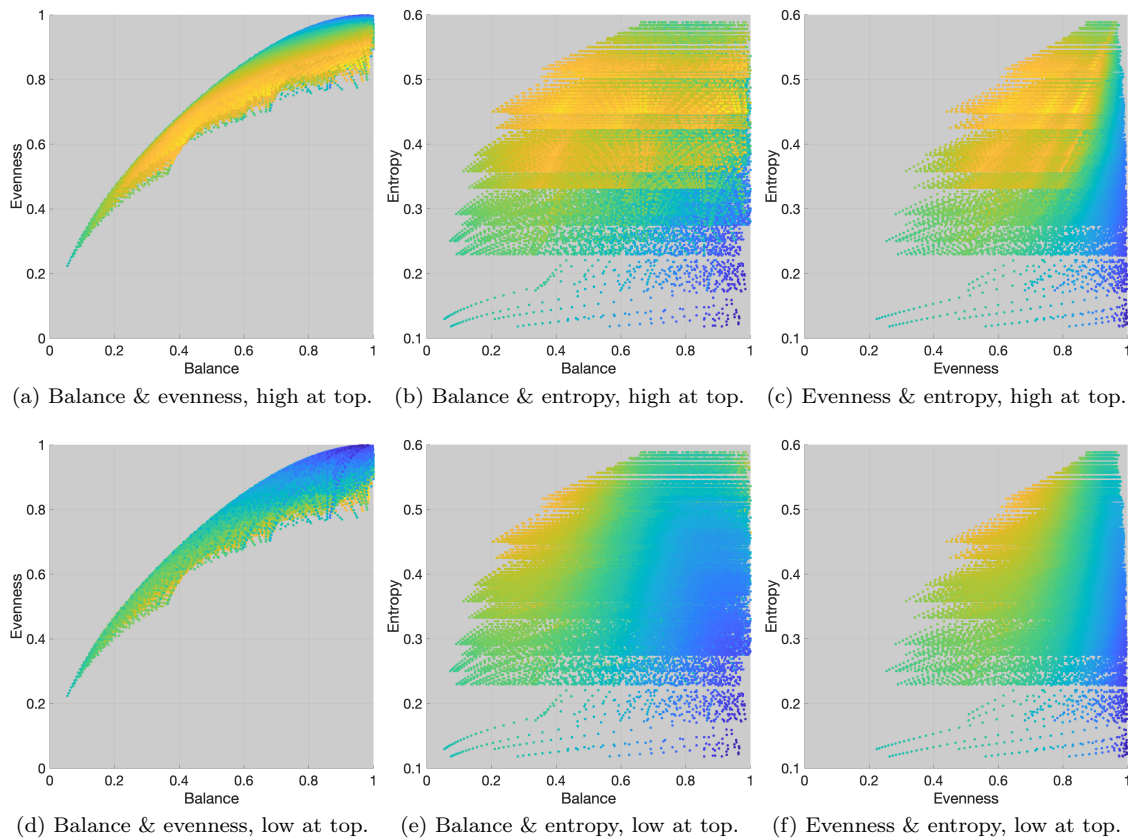 1
0.8
0.6
0.4
0.2
0
Evenness
0.2 0.4 0.6 0.8 1
Balance
0.6
0.5
0.4
0.3
0.2
0.1
Entropy
0 0.2 0.4 0.6 0.8 1
Balance
0.6
0.5
0.4
0.3
0.2
0.1
Entropy
0 0.2 0.4 0.6 0.8 1
Evenness
(a) Balance & evenness, high at top.
(b) Balance & entropy, high at top.
(c) Evenness & entropy, high at top.
1
0.8
0.6
0.4
0.2
0
Evenness
0 0.2 0.4 0.6 0.8 1
Balance
0.6
0.5
0.4
0.3
0.2
0.1
Entropy
0 0.2 0.4 0.6 0.8 1
Balance
0.6
0.5
0.4
0.3
0.2
0.1
Entropy
0 0.2 0.4 0.6 0.8 1
Evenness
(d) Balance & evenness, low at top.
(e) Balance & entropy, low at top.
(f) Evenness & entropy, low at top.